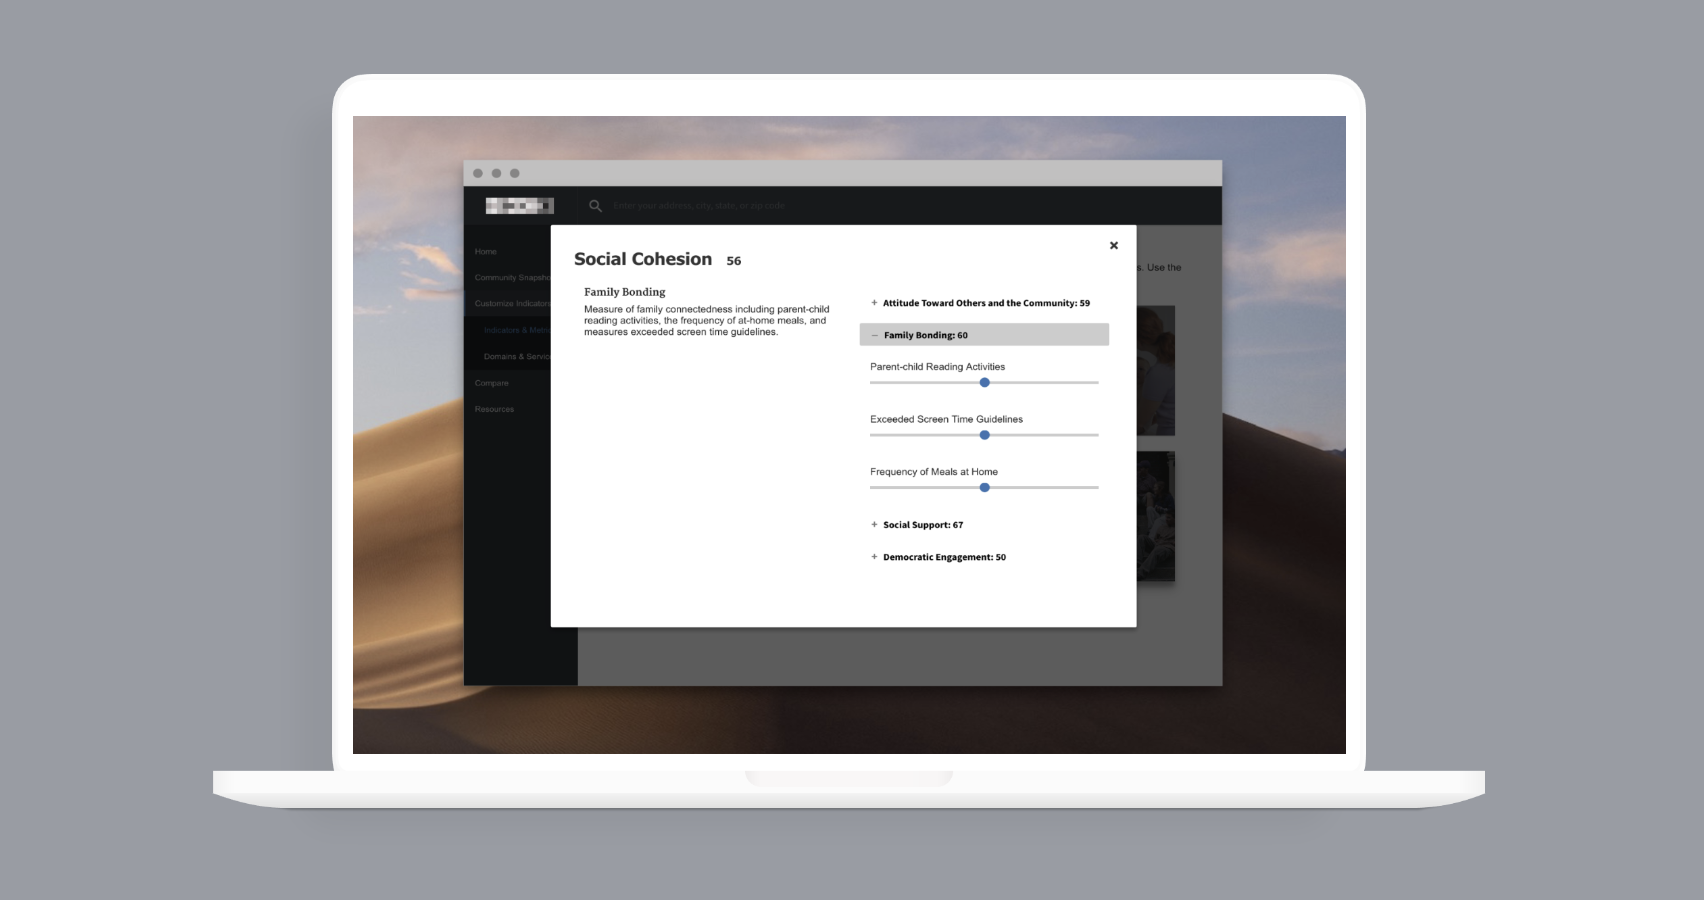 Enter your address, city, state, or zip code
Home
Community Snapsho
Customize Indicators
Indicators & Metric
Domains & Servic
Compare
Resources
s. Use the
×
Social Cohesion 56
Family Bonding
Measure of family connectedness including parent-child
reading activities, the frequency of at-home meals, and
measures exceeded screen time guidelines.
+ Attitude Toward Others and the Community: 59
– Family Bonding: 60
Parent-child Reading Activities
Exceeded Screen Time Guidelines
Frequency of Meals at Home
+ Social Support: 67
+ Democratic Engagement: 50